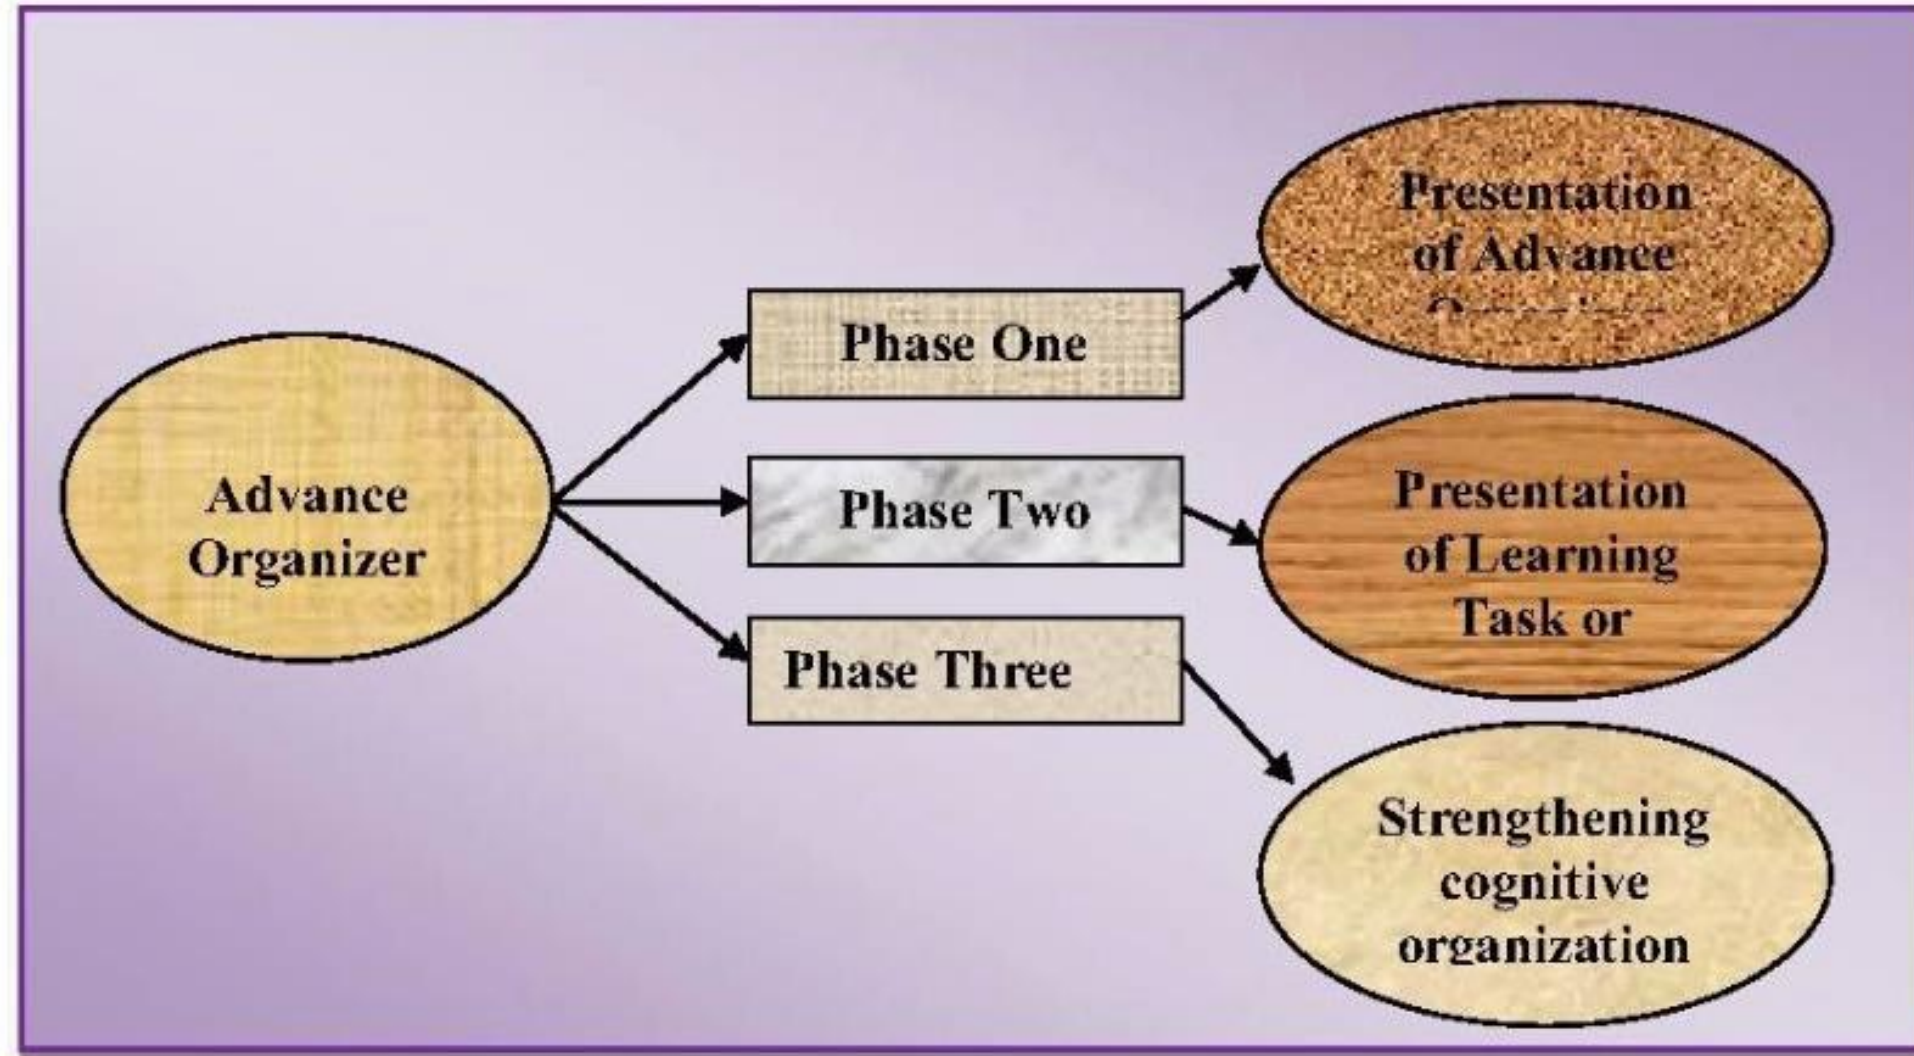 Advance
Organizer
Phase One
Presentation
of Advance
Phase Two
Presentation
of Learning
Task or
Phase Three
Strengthening
cognitive
organization